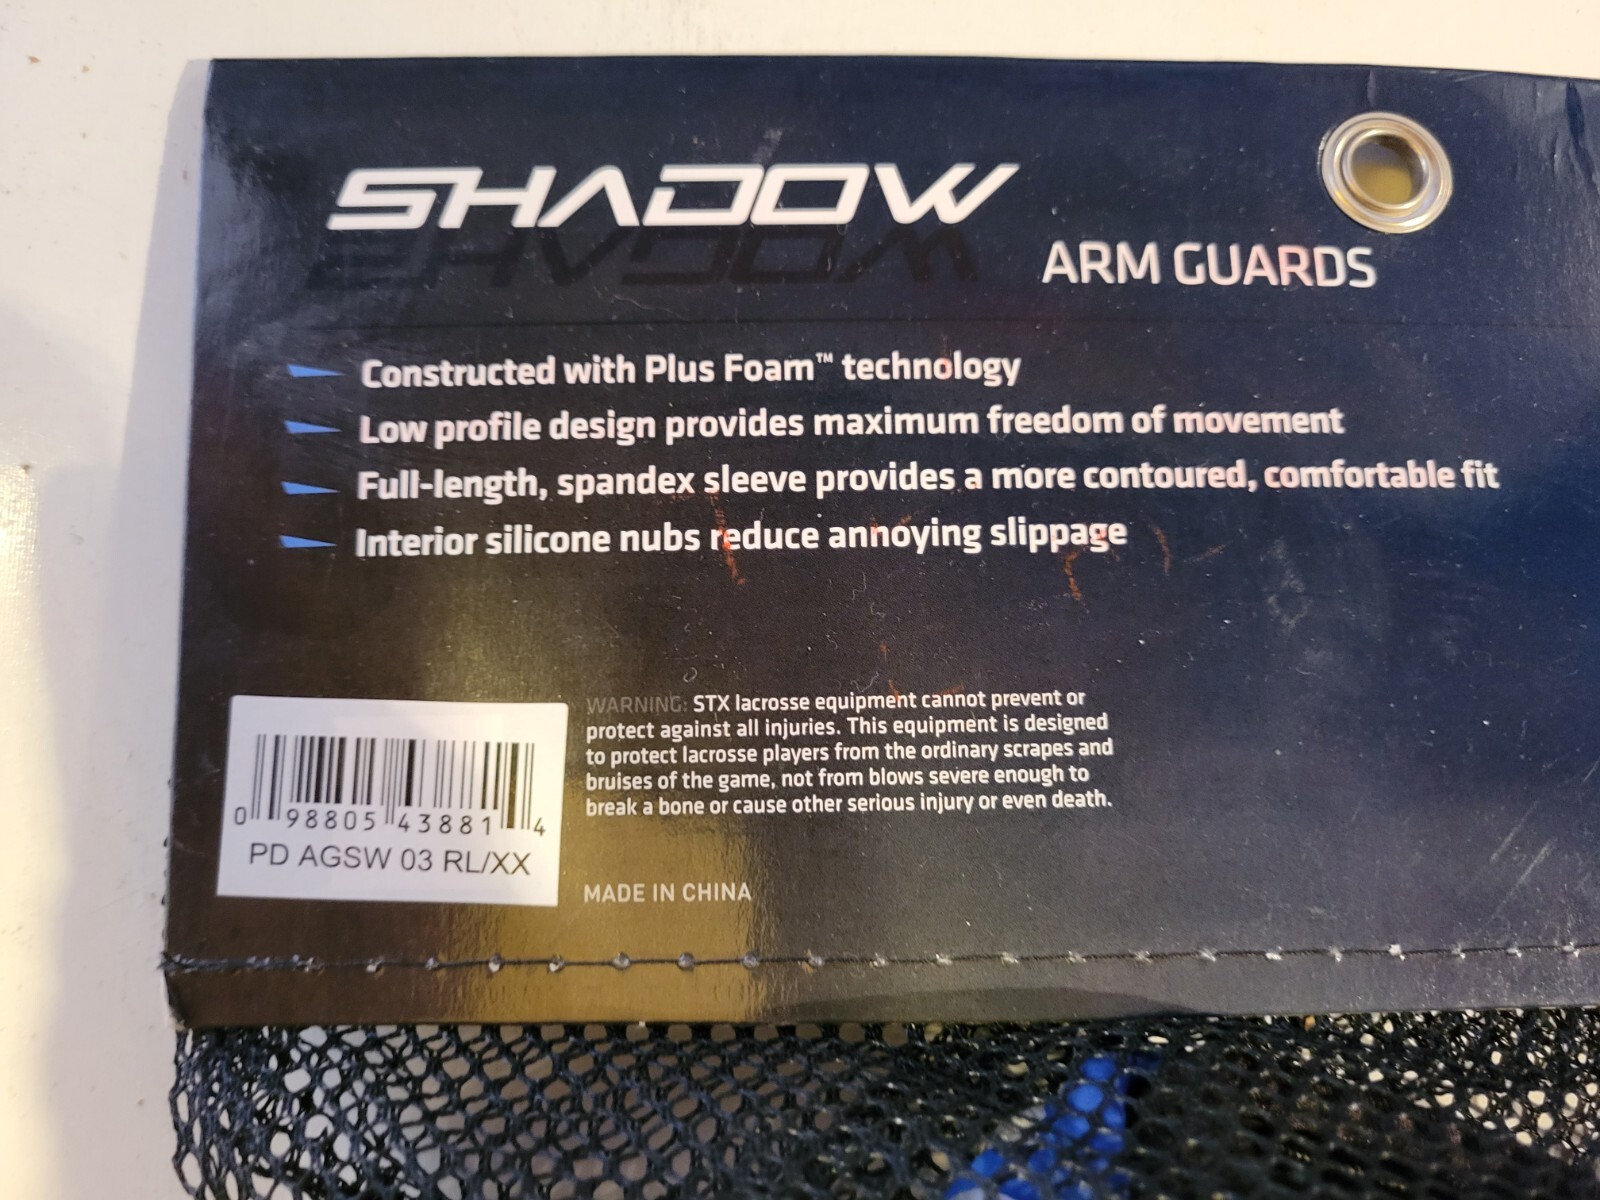 SHADOW
ARM GUARDS
Constructed with Plus Foam™ technology
Low profile design provides maximum freedom of movement
Full-length, spandex sleeve provides a more contoured, comfortable fit
Interior silicone nubs reduce annoying slippage
WARNING: STX lacrosse equipment cannot prevent or
protect against all injuries. This equipment is designed
to protect lacrosse players from the ordinary scrapes and
bruises of the game, not from blows severe enough to
break a bone or cause other serious injury or even death.
0 98805 43881 4
PD AGSW 03 RL/XX
MADE IN CHINA